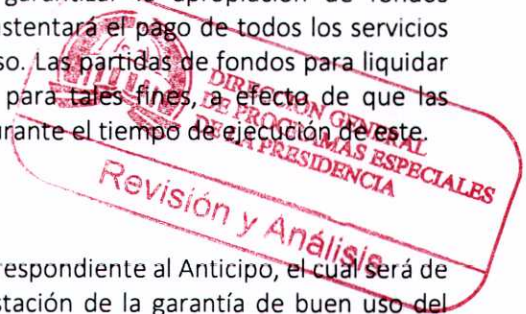 garantizar la apropiación de fondos
sustentará el pago de todos los servicios
so. Las partidas de fondos para liquidar
para tales fines, a efecto de que las
urante el tiempo de ejecución de este.
DIRECCIÓN GENERAL
DE PROGRAMAS ESPECIALES
DE LA PRESIDENCIA
Revisión y Análisis
respondiente al Anticipo, el cual será de
stación de la garantía de buen uso del